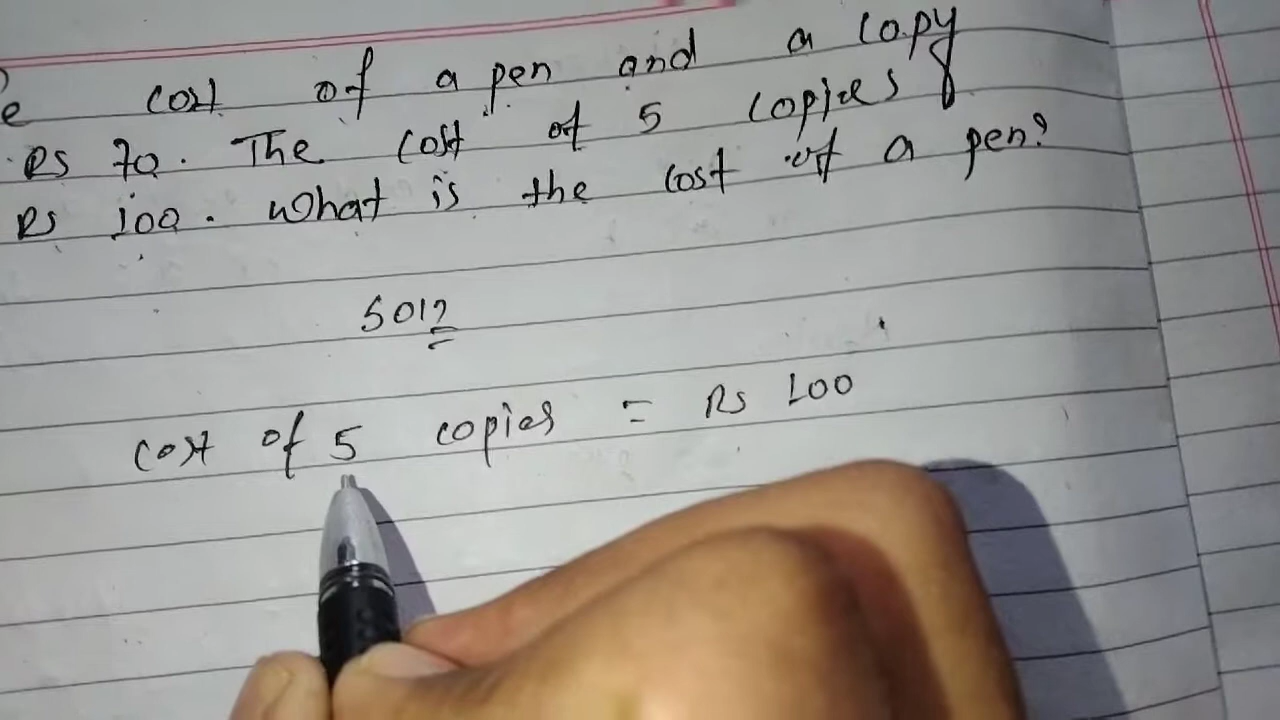 e cost of a pen and a copy
Rs 70. The cost of 5 copies
Rs 100. What is the cost of a pen?
Soln
cost of 5 copies = Rs 100